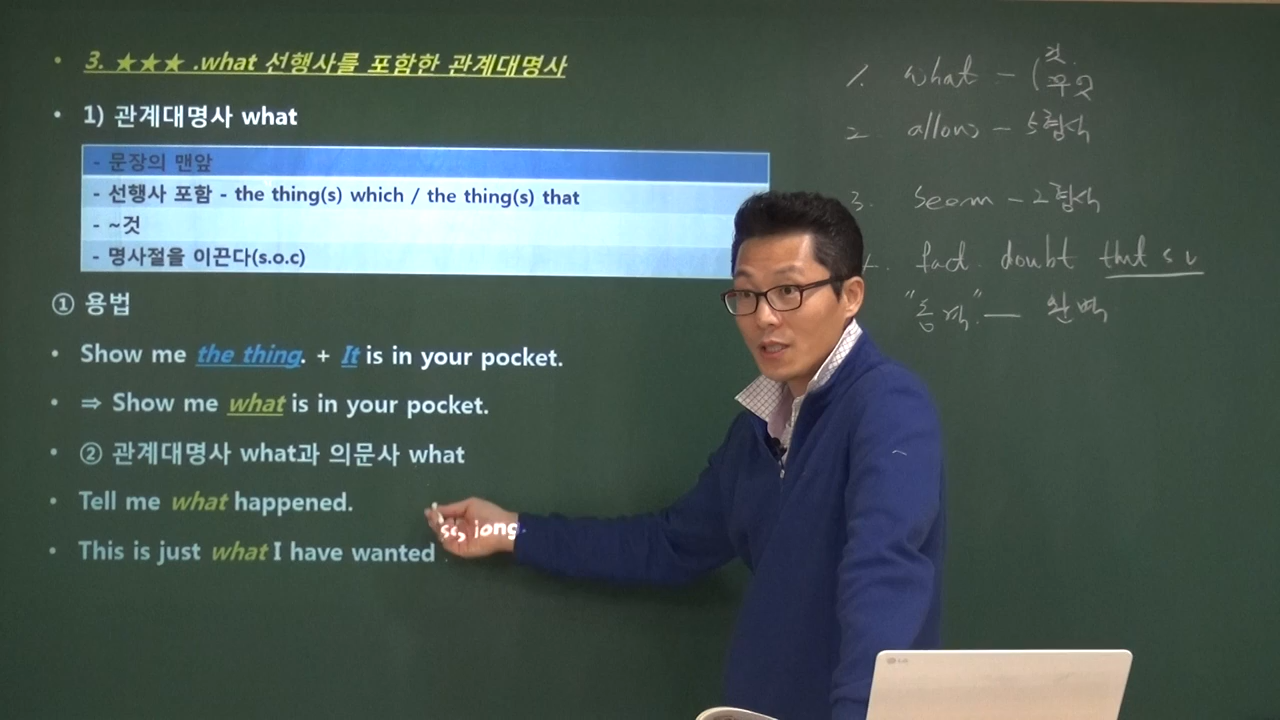 • 3. ★★★ .what 선행사를 포함한 관계대명사
• 1) 관계대명사 what
- 문장의 맨앞
- 선행사 포함 - the thing(s) which / the thing(s) that
- ~것
- 명사절을 이끈다(s.o.c)
① 용법
• Show me the thing. + It is in your pocket.
• ⇒ Show me what is in your pocket.
• ② 관계대명사 what과 의문사 what
• Tell me what happened.
• This is just what I have wanted
jong
1. what - ( 것. 무엇
2. allow - 5형식
3. seem - 2형식
fact doubt that s v
"동격" — 완벽
LG